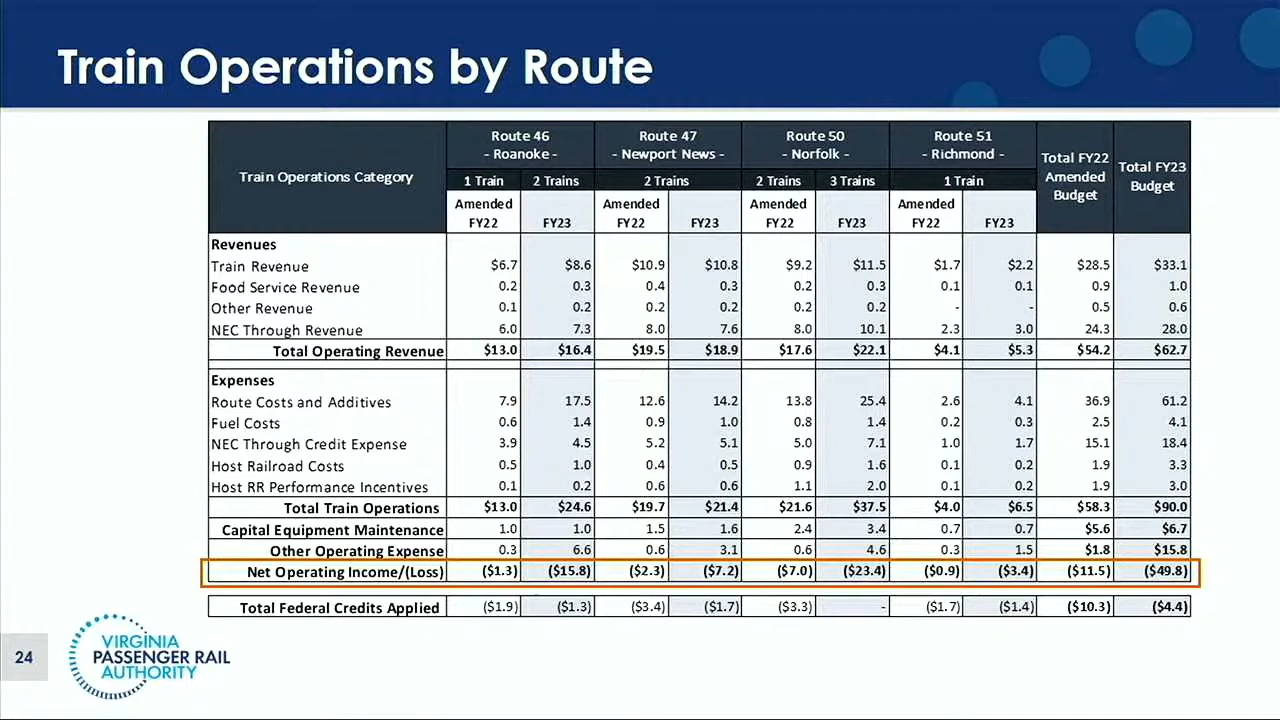 Train Operations by Route
Train Operations Category
Route 46 - Roanoke -
Route 47 - Newport News -
Route 50 - Norfolk -
Route 51 - Richmond -
Total FY22 Amended Budget
Total FY23 Budget
1 Train 2 Trains 2 Trains 2 Trains 3 Trains 1 Train
Amended FY22 FY23 Amended FY22 FY23 Amended FY22 FY23 Amended FY22 FY23
Revenues
Train Revenue $6.7 $8.6 $10.9 $10.8 $9.2 $11.5 $1.7 $2.2 $28.5 $33.1
Food Service Revenue 0.2 0.3 0.4 0.3 0.2 0.3 0.1 0.1 0.9 1.0
Other Revenue 0.1 0.2 0.2 0.2 0.2 0.2 - - 0.5 0.6
NEC Through Revenue 6.0 7.3 8.0 7.6 8.0 10.1 2.3 3.0 24.3 28.0
Total Operating Revenue $13.0 $16.4 $19.5 $18.9 $17.6 $22.1 $4.1 $5.3 $54.2 $62.7
Expenses
Route Costs and Additives 7.9 17.5 12.6 14.2 13.8 25.4 2.6 4.1 36.9 61.2
Fuel Costs 0.6 1.4 0.9 1.0 0.8 1.4 0.2 0.3 2.5 4.1
NEC Through Credit Expense 3.9 4.5 5.2 5.1 5.0 7.1 1.0 1.7 15.1 18.4
Host Railroad Costs 0.5 1.0 0.4 0.5 0.9 1.6 0.1 0.2 1.9 3.3
Host RR Performance Incentives 0.1 0.2 0.6 0.6 1.1 2.0 0.1 0.2 1.9 3.0
Total Train Operations $13.0 $24.6 $19.7 $21.4 $21.6 $37.5 $4.0 $6.5 $58.3 $90.0
Capital Equipment Maintenance 1.0 1.0 1.5 1.6 2.4 3.4 0.7 0.7 $5.6 $6.7
Other Operating Expense 0.3 6.6 0.6 3.1 0.6 4.6 0.3 1.5 $1.8 $15.8
Net Operating Income/(Loss) ($1.3) ($15.8) ($2.3) ($7.2) ($7.0) ($23.4) ($0.9) ($3.4) ($11.5) ($49.8)
Total Federal Credits Applied ($1.9) ($1.3) ($3.4) ($1.7) ($3.3) - ($1.7) ($1.4) ($10.3) ($4.4)
24
VIRGINIA
PASSENGER RAIL
AUTHORITY